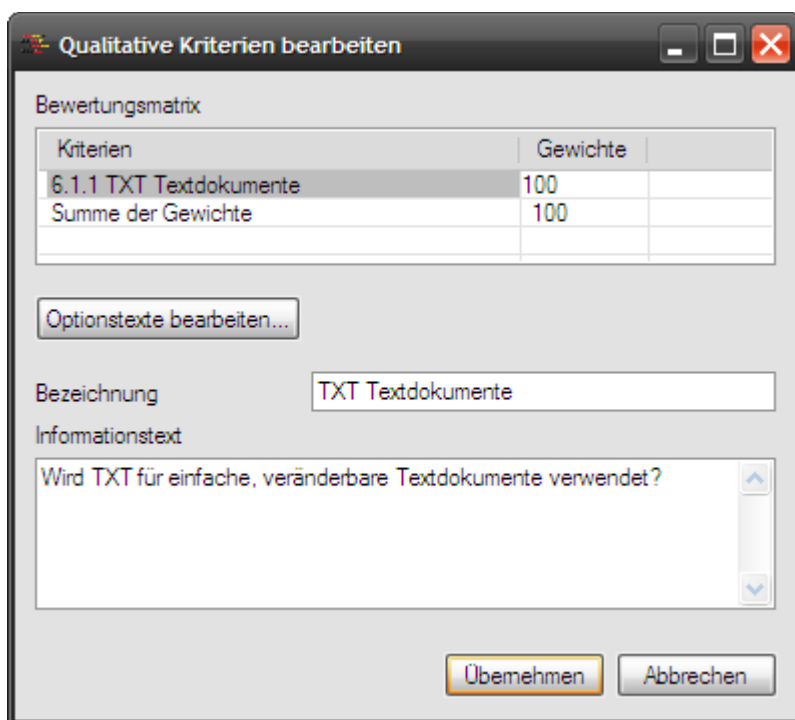 Qualitative Kriterien bearbeiten
Bewertungsmatrix
Kriterien Gewichte
6.1.1 TXT Textdokumente 100
Summe der Gewichte 100
Optionstexte bearbeiten...
Bezeichnung TXT Textdokumente
Informationstext
Wird TXT für einfache, veränderbare Textdokumente verwendet?
Übernehmen Abbrechen